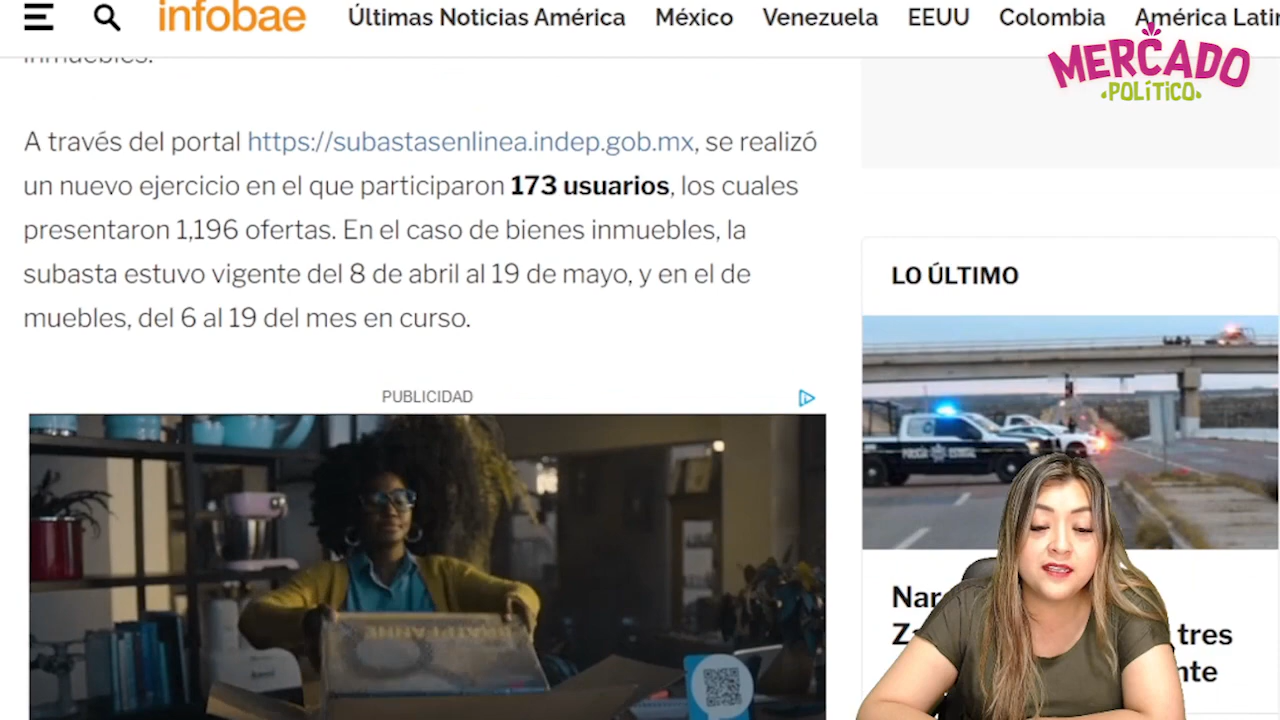 infobae
Últimas Noticias América
México
Venezuela
EEUU
Colombia
América
MERCADO
POLÍTICO
inmuebles.
A través del portal https://subastasenlinea.indep.gob.mx, se realizó
un nuevo ejercicio en el que participaron 173 usuarios, los cuales
presentaron 1,196 ofertas. En el caso de bienes inmuebles, la
subasta estuvo vigente del 8 de abril al 19 de mayo, y en el de
muebles, del 6 al 19 del mes en curso.
PUBLICIDAD
LO ÚLTIMO
tres